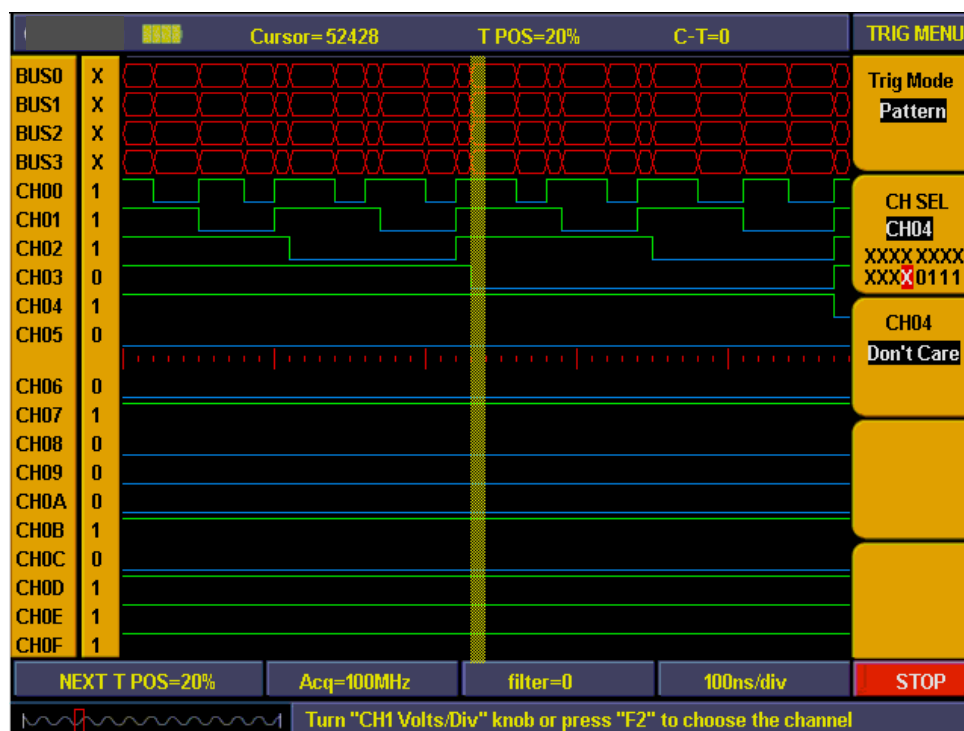 Cursor=52428 T POS=20% C-T=0 TRIG MENU
BUS0 X
BUS1 X
BUS2 X
BUS3 X
CH00 1
CH01 1
CH02 1
CH03 0
CH04 1
CH05 0
CH06 0
CH07 1
CH08 0
CH09 0
CH0A 0
CH0B 1
CH0C 0
CH0D 1
CH0E 1
CH0F 1
Trig Mode
Pattern
CH SEL
CH04
XXXX XXXX
XXXX 0111
CH04
Don't Care
NEXT T POS=20% Acq=100MHz filter=0 100ns/div STOP
Turn "CH1 Volts/Div" knob or press "F2" to choose the channel